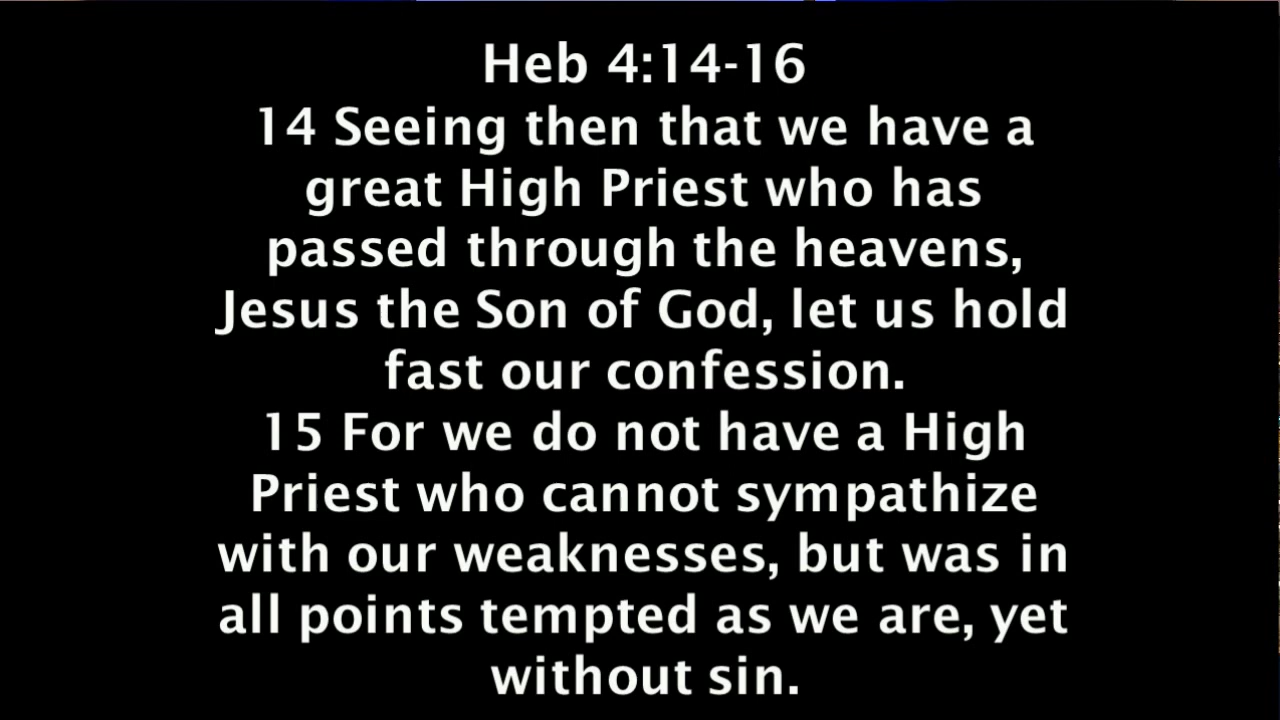 Heb 4:14-16
14 Seeing then that we have a
great High Priest who has
passed through the heavens,
Jesus the Son of God, let us hold
fast our confession.
15 For we do not have a High
Priest who cannot sympathize
with our weaknesses, but was in
all points tempted as we are, yet
without sin.